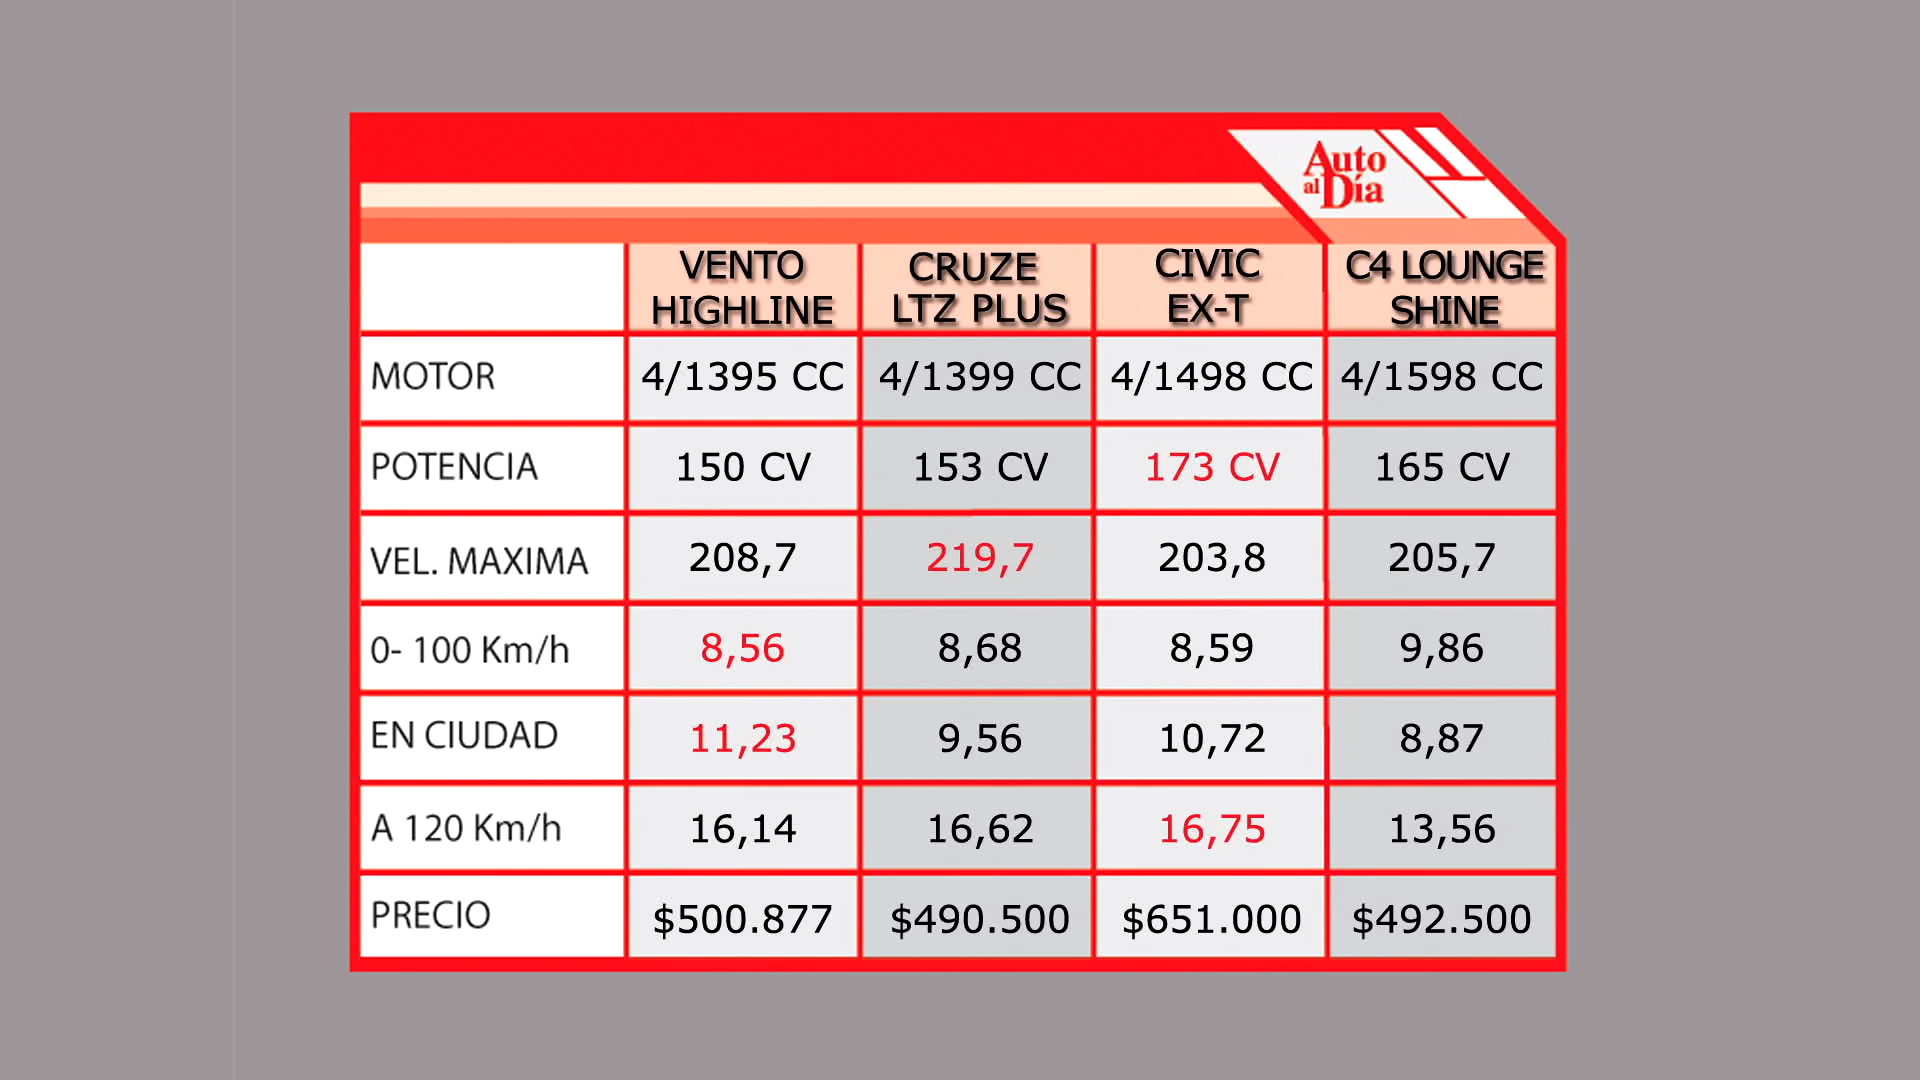 Auto
al Día
VENTO HIGHLINE CRUZE LTZ PLUS CIVIC EX-T C4 LOUNGE SHINE
MOTOR 4/1395 CC 4/1399 CC 4/1498 CC 4/1598 CC
POTENCIA 150 CV 153 CV 173 CV 165 CV
VEL. MAXIMA 208,7 219,7 203,8 205,7
0- 100 Km/h 8,56 8,68 8,59 9,86
EN CIUDAD 11,23 9,56 10,72 8,87
A 120 Km/h 16,14 16,62 16,75 13,56
PRECIO $500.877 $490.500 $651.000 $492.500